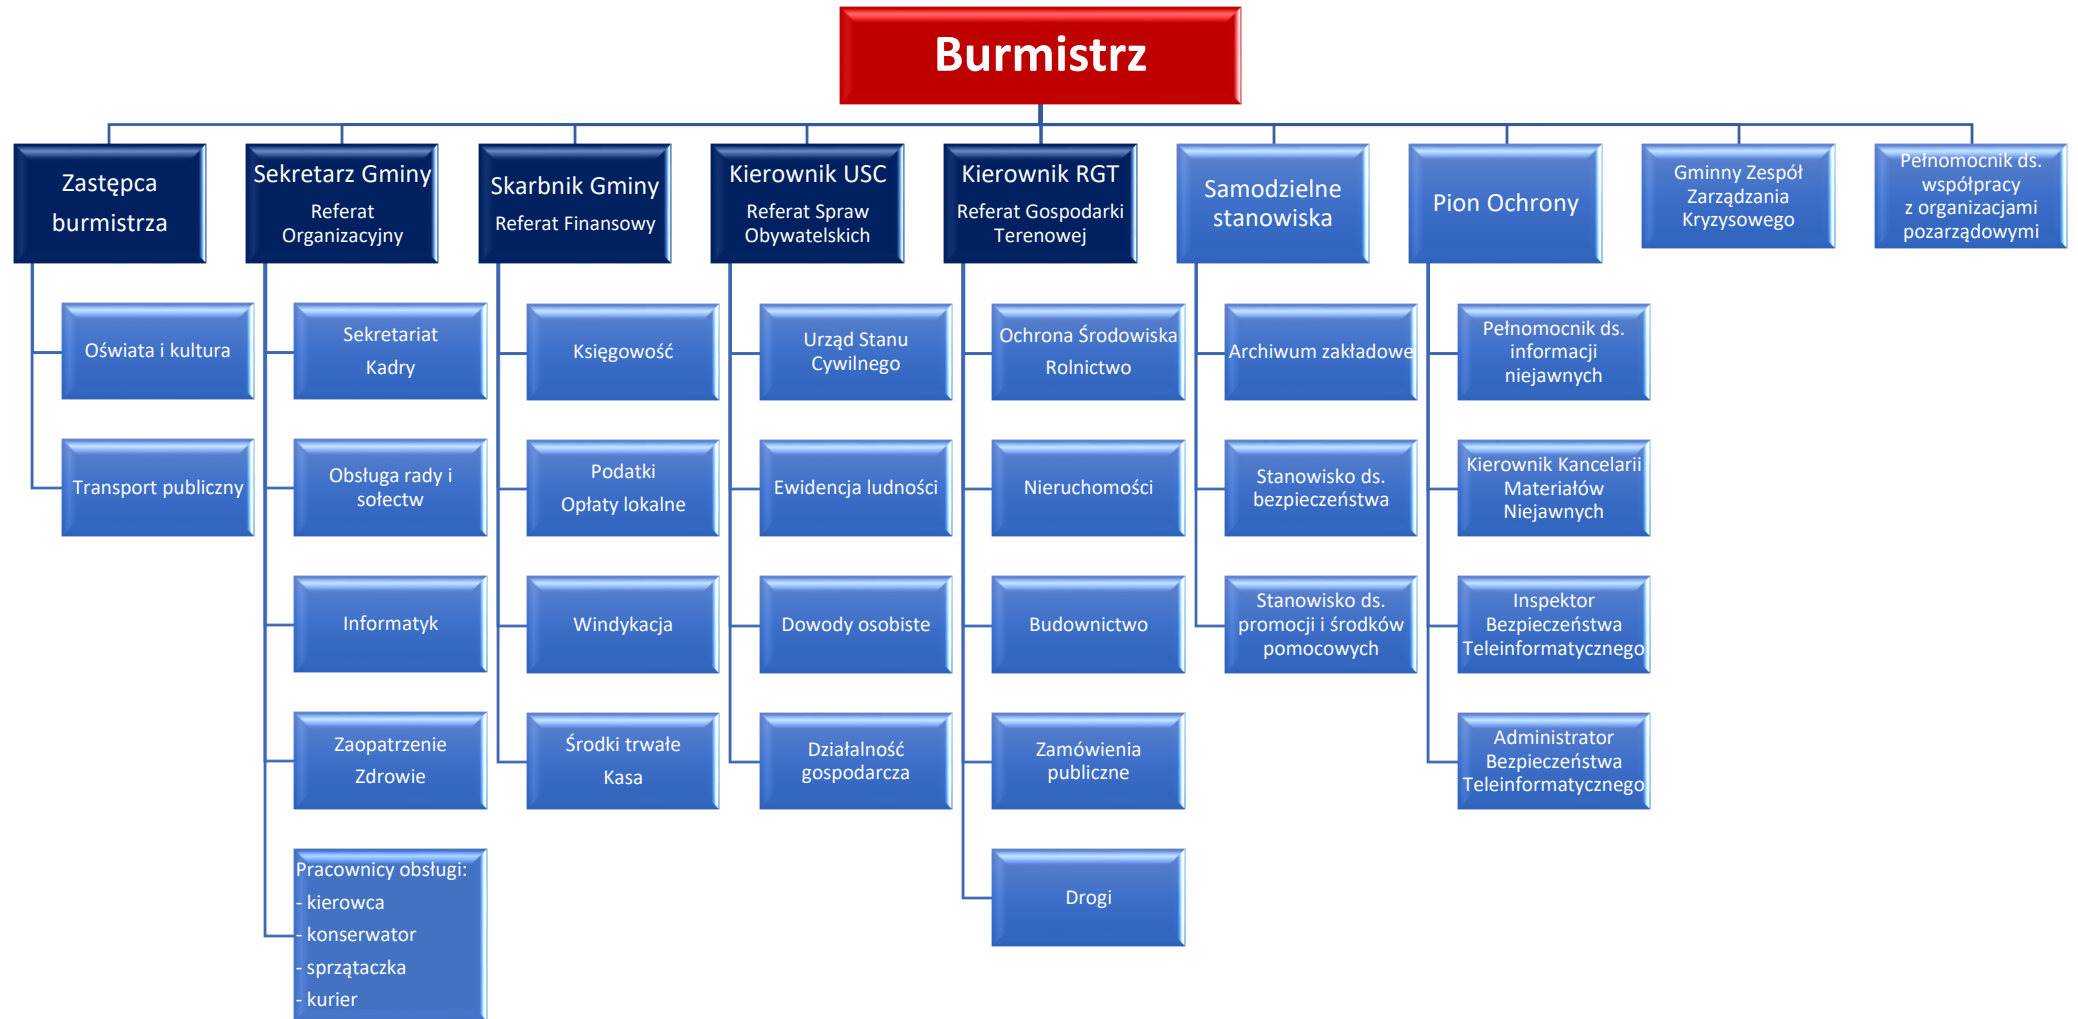 Burmistrz
Zastępca
burmistrza
Sekretarz Gminy
Referat
Organizacyjny
Skarbnik Gminy
Referat Finansowy
Kierownik USC
Referat Spraw
Obywatelskich
Kierownik RGT
Referat Gospodarki
Terenowej
Samodzielne
stanowiska
Pion Ochrony
Gminny Zespół
Zarządzania
Kryzysowego
Pełnomocnik ds.
współpracy
z organizacjami
pozarządowymi
Oświata i kultura
Transport publiczny
Sekretariat
Kadry
Obsługa rady i
sołectw
Informatyk
Zaopatrzenie
Zdrowie
Pracownicy obsługi:
- kierowca
- konserwator
- sprzątaczka
- kurier
Księgowość
Podatki
Opłaty lokalne
Windykacja
Środki trwałe
Kasa
Urząd Stanu
Cywilnego
Ewidencja ludności
Dowody osobiste
Działalność
gospodarcza
Ochrona Środowiska
Rolnictwo
Nieruchomości
Budownictwo
Zamówienia
publiczne
Drogi
Archiwum zakładowe
Stanowisko ds.
bezpieczeństwa
Stanowisko ds.
promocji i środków
pomocowych
Pełnomocnik ds.
informacji
niejawnych
Kierownik Kancelarii
Materiałów
Niejawnych
Inspektor
Bezpieczeństwa
Teleinformatycznego
Administrator
Bezpieczeństwa
Teleinformatycznego